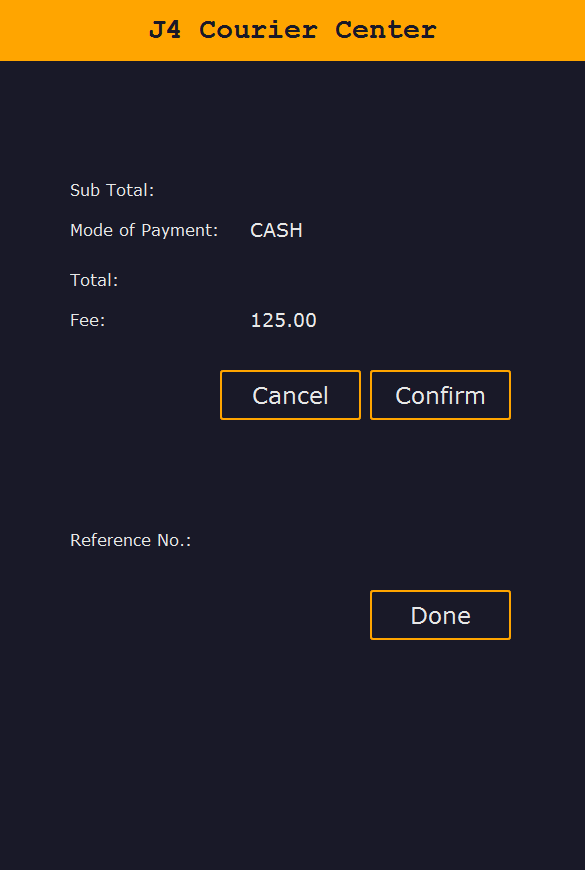 J4 Courier Center
Sub Total:
Mode of Payment: CASH
Total:
Fee: 125.00
Cancel Confirm
Reference No.:
Done